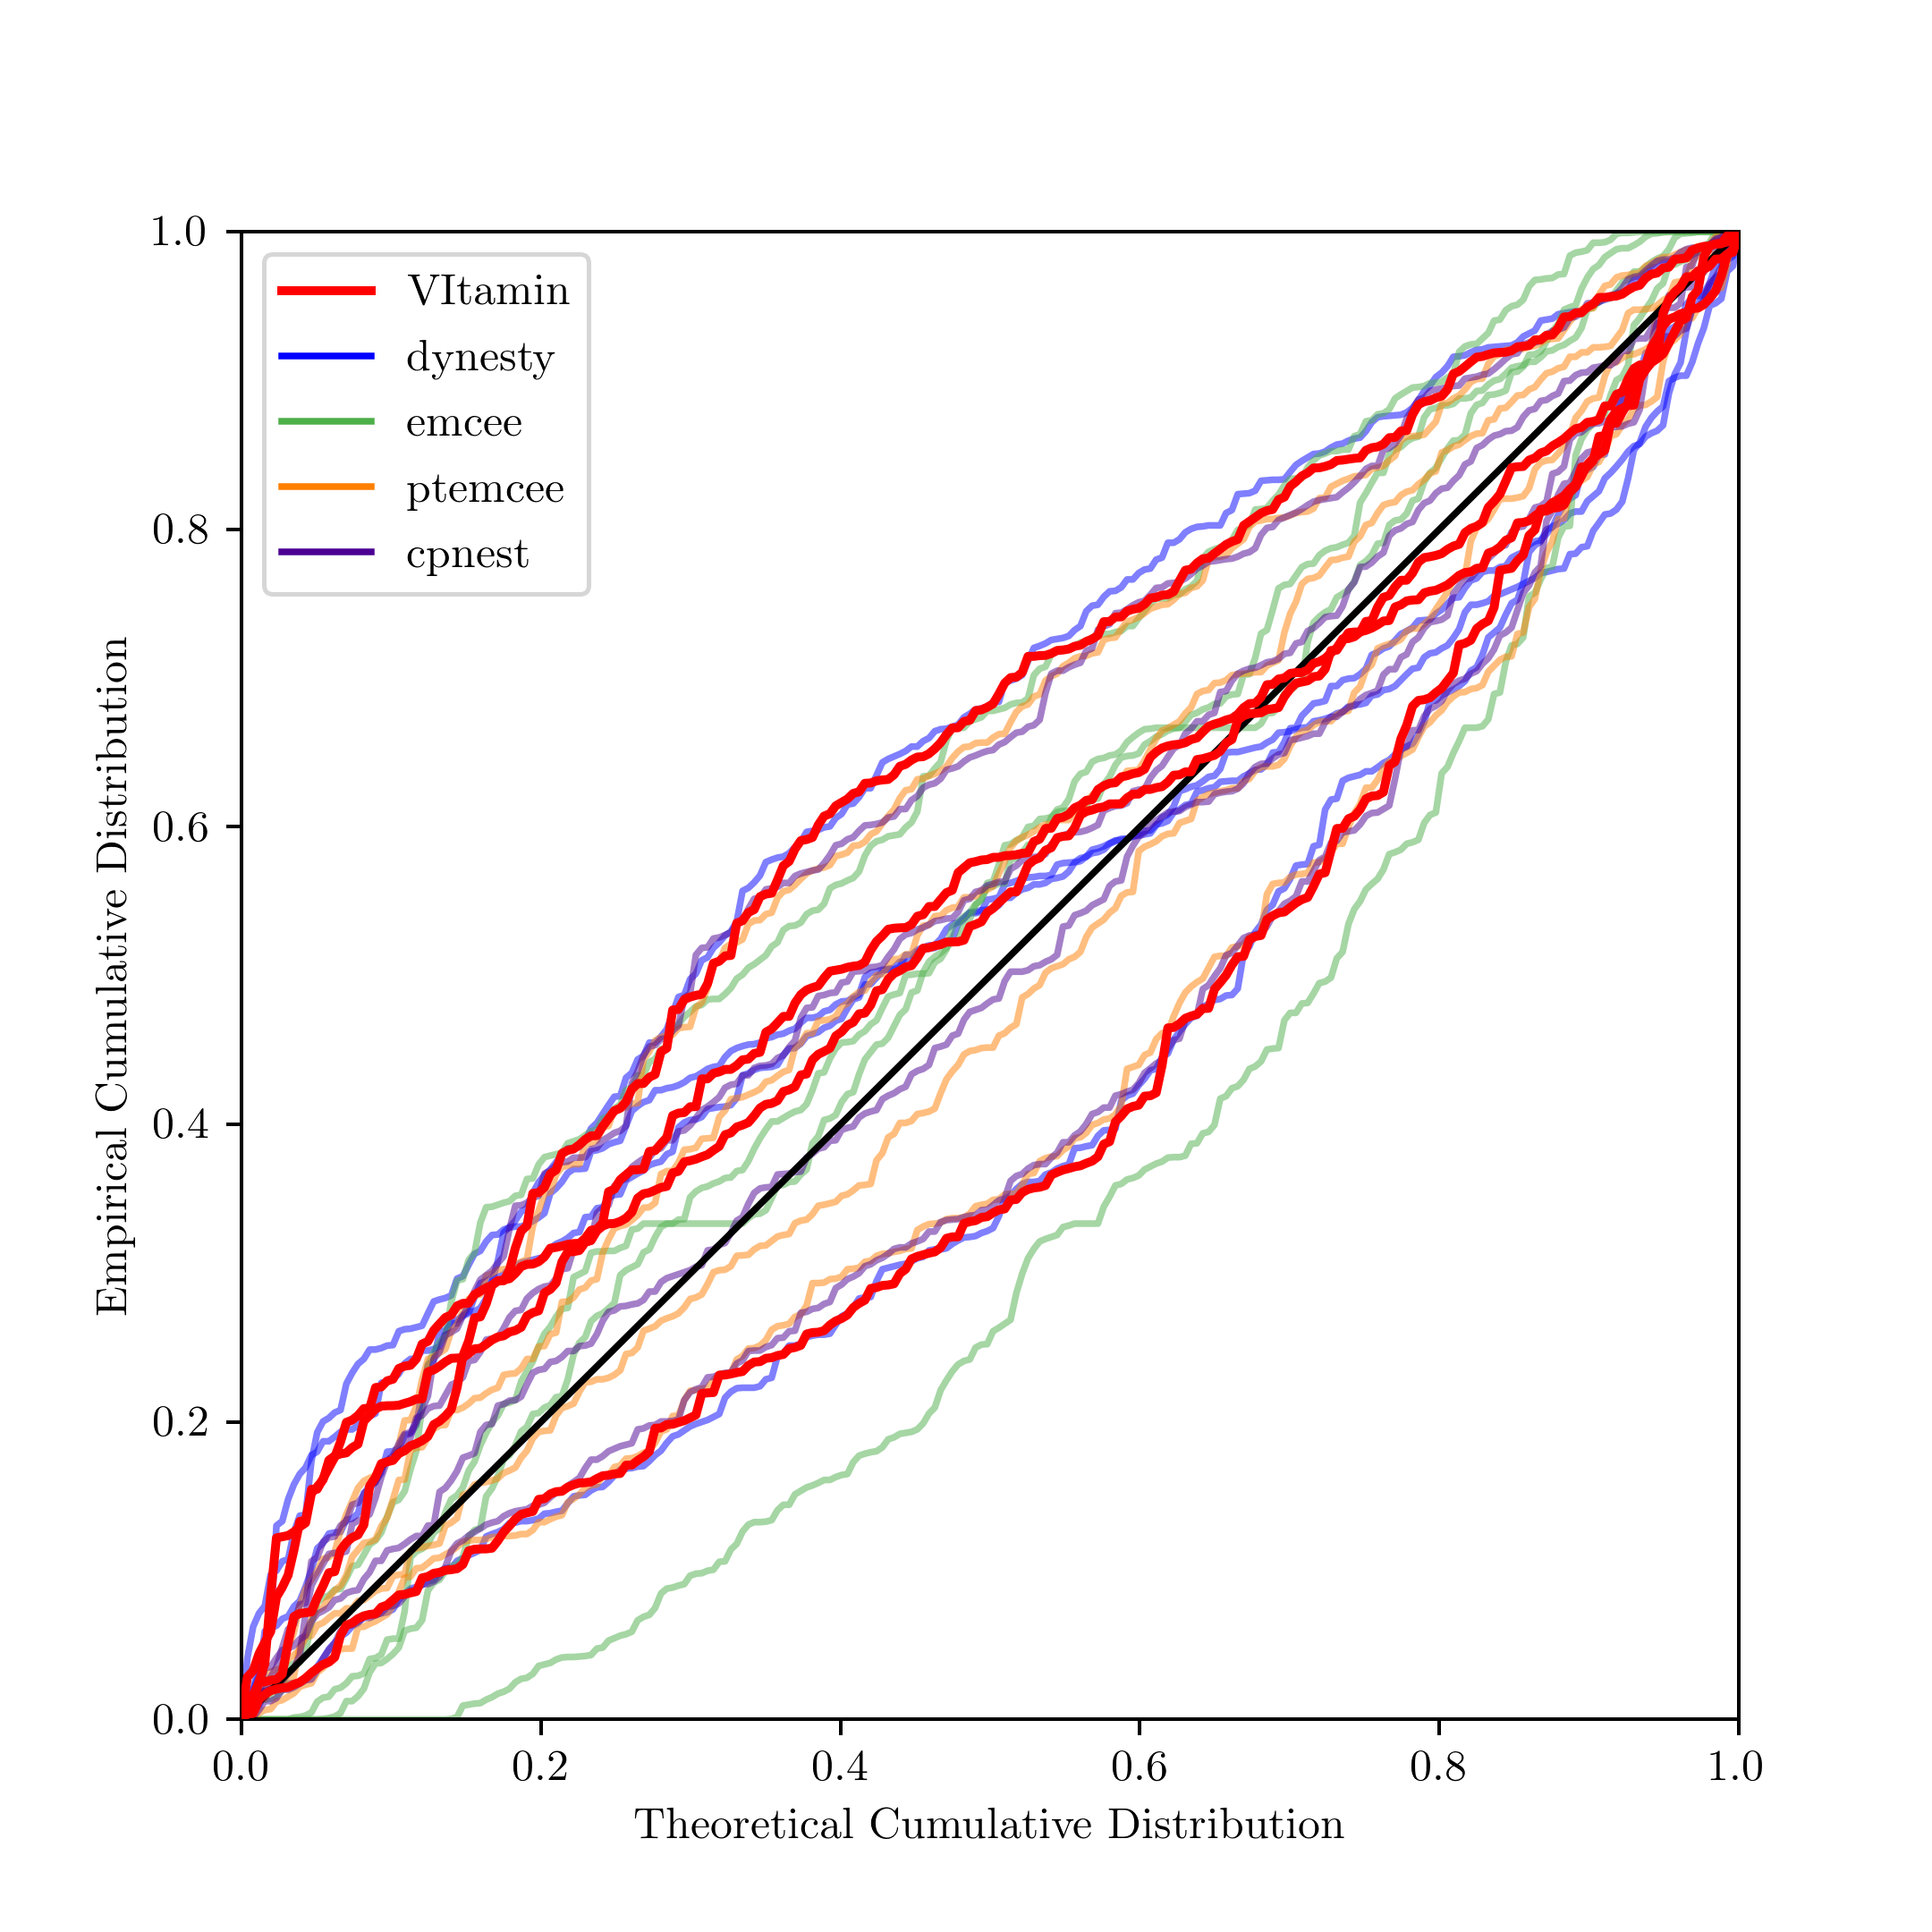 1.0
0.8
0.6
0.4
0.2
0.0
Empirical Cumulative Distribution
VItamin
dynesty
emcee
ptemcee
cpnest
0.0 0.2 0.4 0.6 0.8 1.0
Theoretical Cumulative Distribution